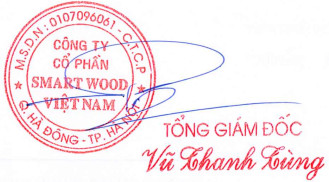 M.S.D.N: 0107096061 - C.T.C.P
CÔNG TY
CỔ PHẦN
SMART WOOD
VIỆT NAM
Q. HÀ ĐÔNG - TP. HÀ NỘI
TỔNG GIÁM ĐỐC
Vũ Thanh Tùng